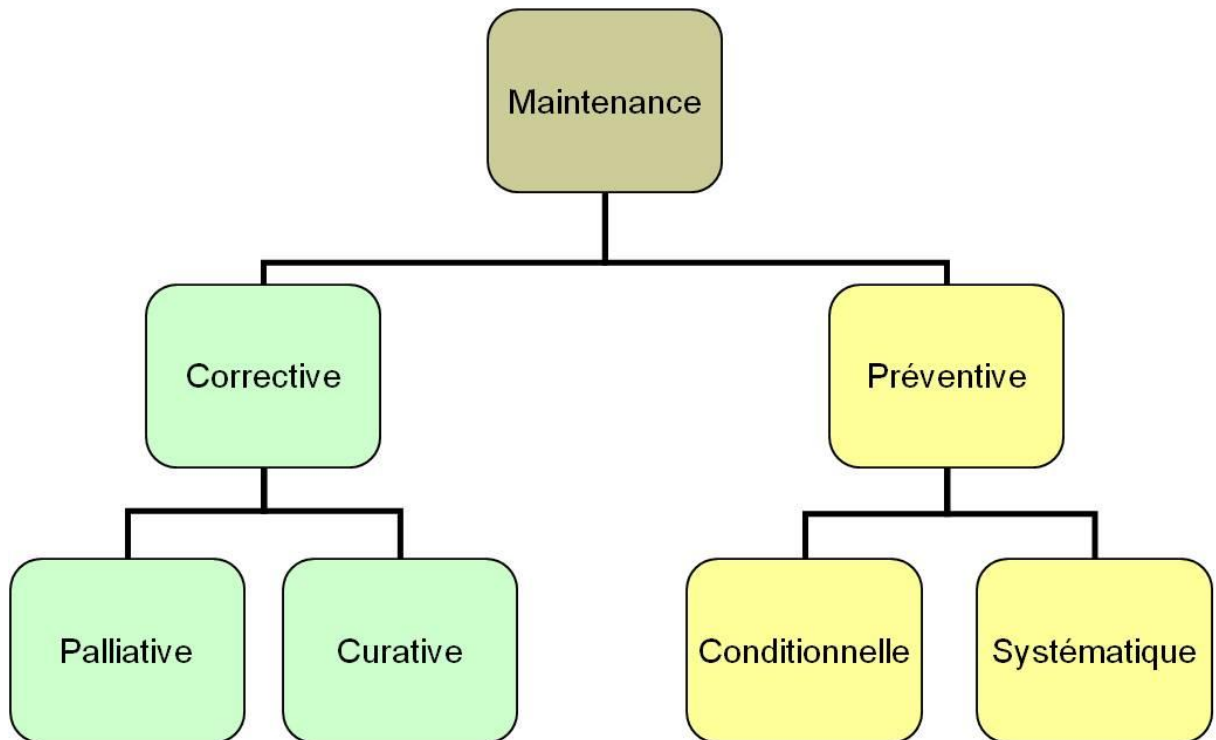 Maintenance
Corrective
Préventive
Palliative
Curative
Conditionnelle
Systématique